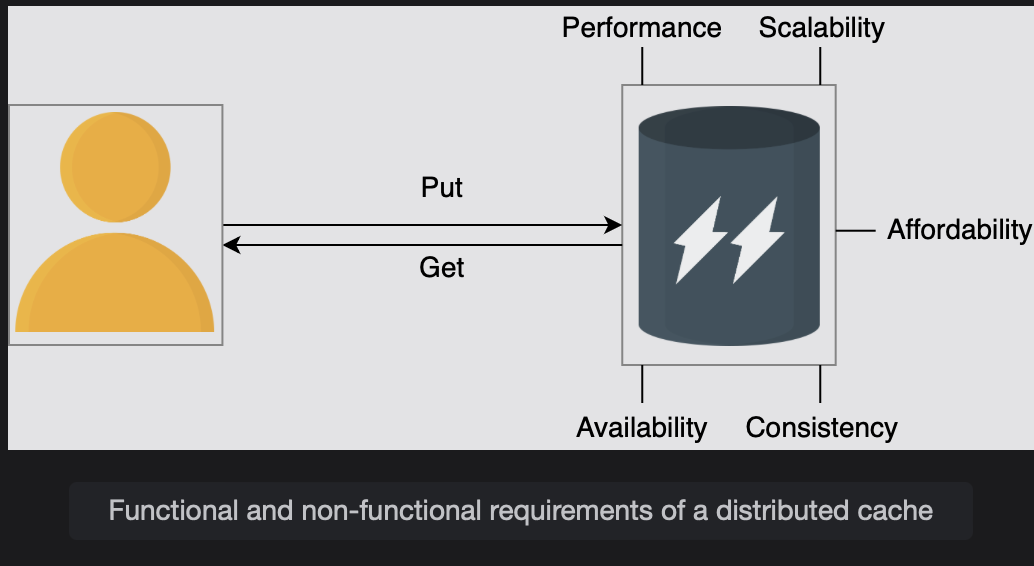 Performance Scalability
Put
Affordability
Get
Availability Consistency
Functional and non-functional requirements of a distributed cache